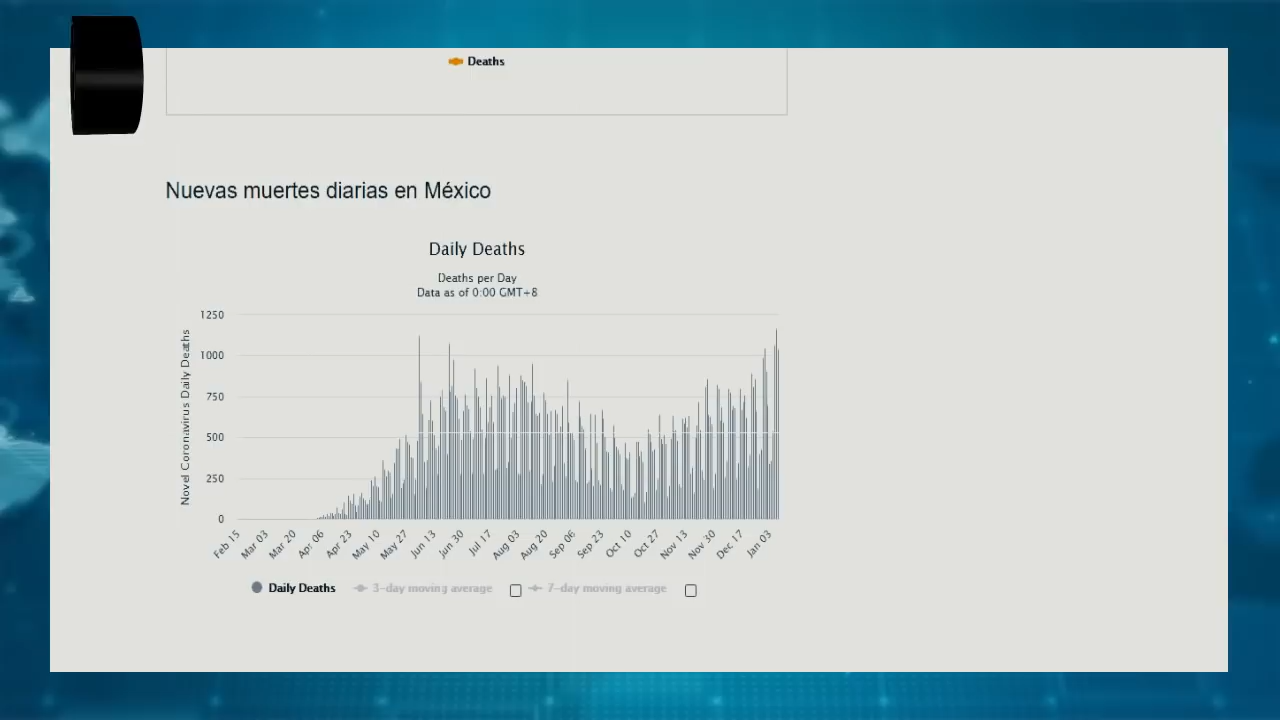 Deaths
Nuevas muertes diarias en México
Daily Deaths
Deaths per Day
Data as of 0:00 GMT+8
Novel Coronavirus Daily Deaths
1250
1000
750
500
250
0
Feb 15
Mar 03
Mar 20
Apr 06
Apr 23
May 10
May 27
Jun 13
Jun 30
Jul 17
Aug 03
Aug 20
Sep 06
Sep 23
Oct 10
Oct 27
Nov 13
Nov 30
Dec 17
Jan 03
Daily Deaths 3-day moving average 7-day moving average